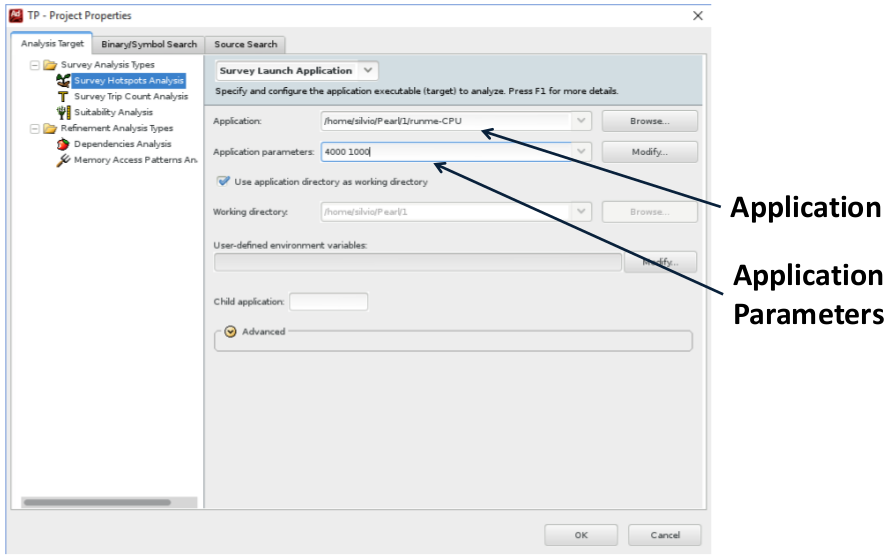 TP - Project Properties
Analysis Target
Binary/Symbol Search
Source Search
Survey Analysis Types
Survey Hotspots Analysis
Survey Trip Count Analysis
Suitability Analysis
Refinement Analysis Types
Dependencies Analysis
Memory Access Patterns An
Survey Launch Application
Specify and configure the application executable (target) to analyze. Press F1 for more details.
Application: /home/silvio/Pearl/1/runme-CPU Browse...
Application parameters: 4000 1000 Modify...
Use application directory as working directory
Working directory: /home/silvio/Pearl/1 Browse...
User-defined environment variables:
Modify...
Child application:
Advanced
OK Cancel
Application
Application
Parameters